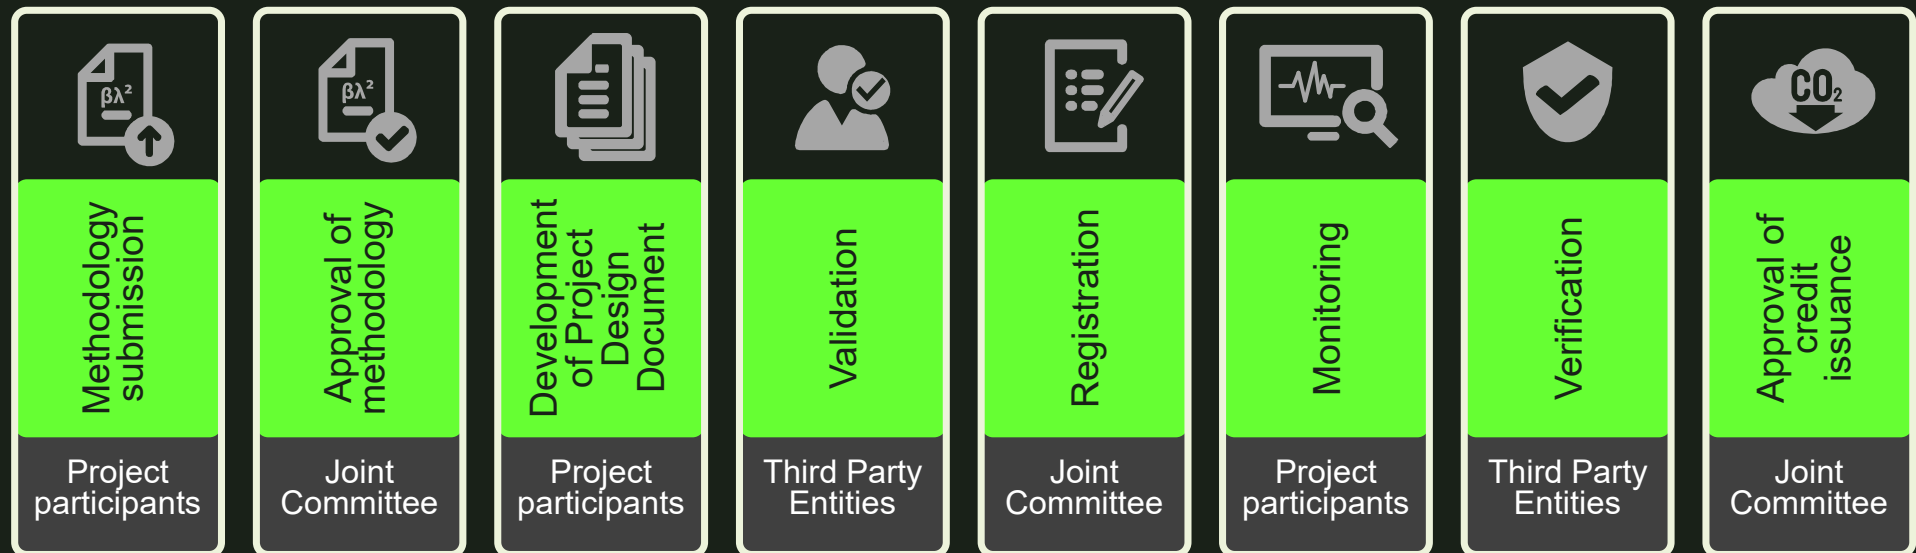 βλ²
Methodology
submission
Project
participants
βλ²
Approval of
methodology
Joint
Committee
Development
of Project
Design
Document
Project
participants
Validation
Third Party
Entities
Registration
Joint
Committee
Monitoring
Project
participants
Verification
Third Party
Entities
CO₂
Approval of
credit
issuance
Joint
Committee